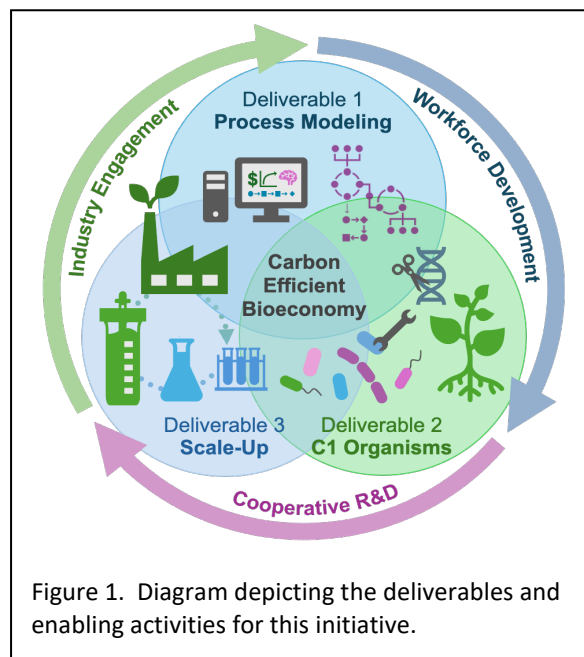 Industry Engagement
Workforce Development
Deliverable 1
Process Modeling
$
Carbon
Efficient
Bioeconomy
Deliverable 3
Scale-Up
Deliverable 2
C1 Organisms
Cooperative R&D
Figure 1.  Diagram depicting the deliverables and
enabling activities for this initiative.